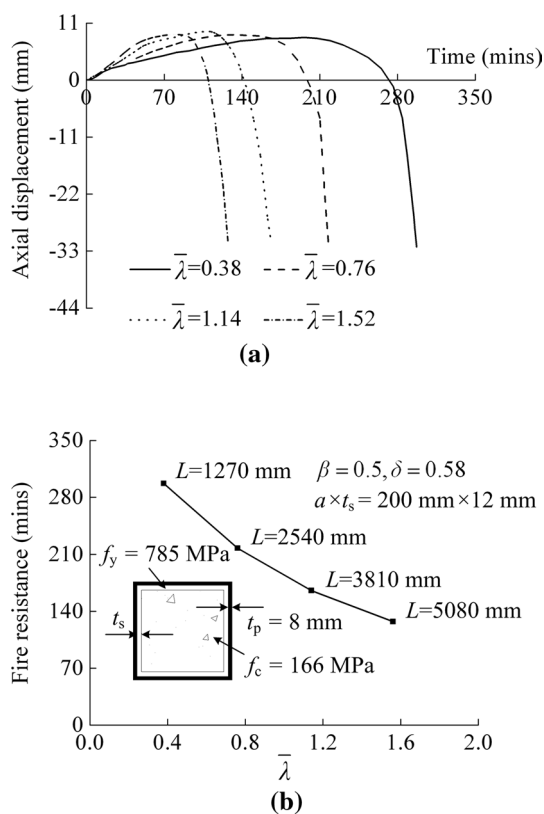 11
0
-11
-22
-33
-44
Axial displacement (mm)
Time (mins)
0 70 140 210 280 350
λ̅=0.38 λ̅=0.76
λ̅=1.14 λ̅=1.52
(a)
350
280
210
140
70
0
Fire resistance (mins)
L=1270 mm
β=0.5, δ=0.58
a×tₛ=200 mm×12 mm
L=2540 mm
f_y = 785 MPa
L=3810 mm
L=5080 mm
tₛ
t_p = 8 mm
f_c = 166 MPa
0.0 0.4 0.8 1.2 1.6 2.0
λ̅
(b)